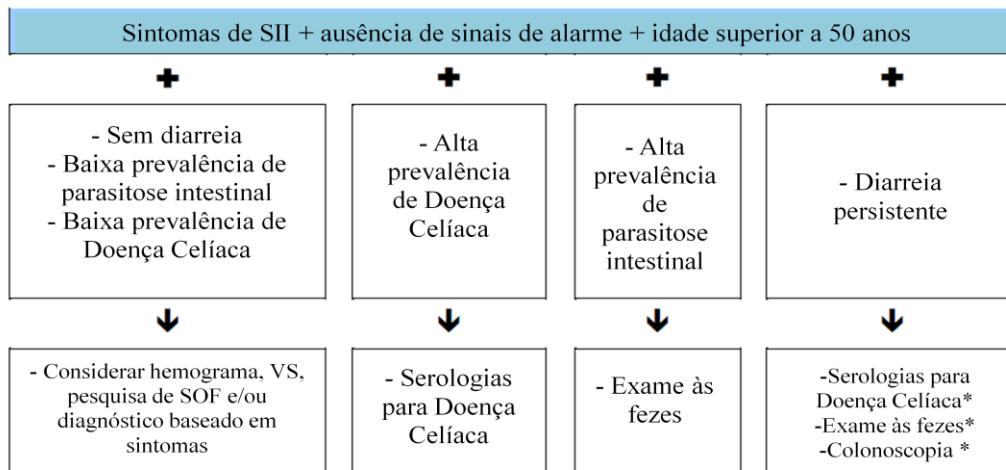 Sintomas de SII + ausência de sinais de alarme + idade superior a 50 anos
- Sem diarreia
- Baixa prevalência de
parasitose intestinal
- Baixa prevalência de
Doença Celíaca
- Alta
prevalência
de Doença
Celíaca
- Alta
prevalência
de
parasitose
intestinal
- Diarreia
persistente
- Considerar hemograma, VS,
pesquisa de SOF e/ou
diagnóstico baseado em
sintomas
- Serologias
para Doença
Celíaca
- Exame às
fezes
-Serologias para
Doença Celíaca*
-Exame às fezes*
-Colonoscopia *